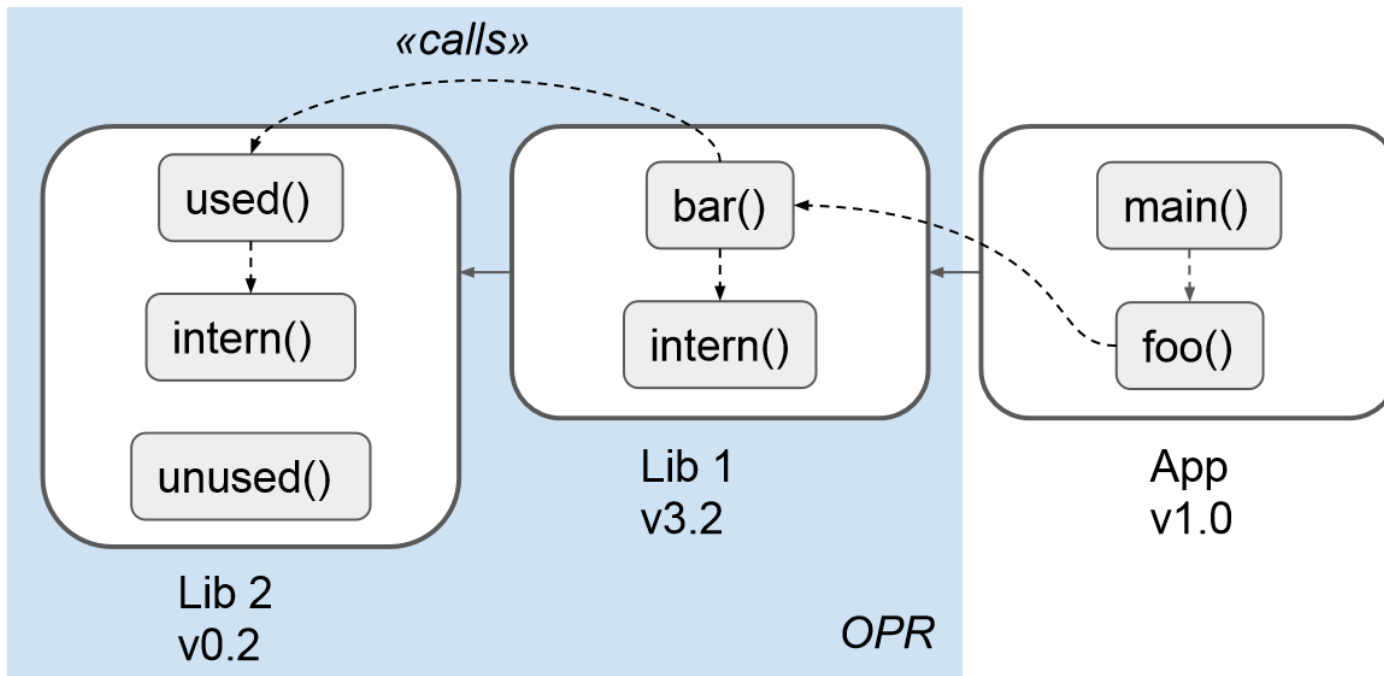 «calls»
used()
intern()
unused()
Lib 2
v0.2
bar()
intern()
Lib 1
v3.2
main()
foo()
App
v1.0
OPR